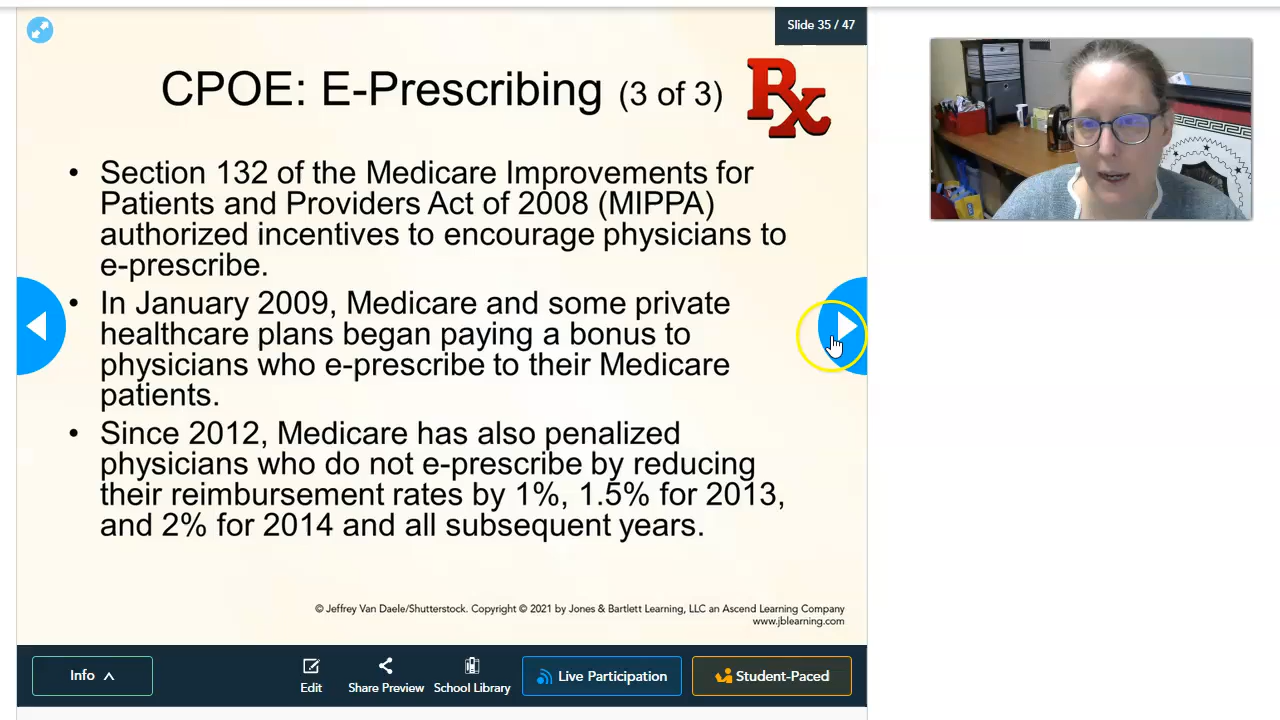 Slide 35 / 47
CPOE: E-Prescribing (3 of 3)
Rx
• Section 132 of the Medicare Improvements for
Patients and Providers Act of 2008 (MIPPA)
authorized incentives to encourage physicians to
e-prescribe.
• In January 2009, Medicare and some private
healthcare plans began paying a bonus to
physicians who e-prescribe to their Medicare
patients.
• Since 2012, Medicare has also penalized
physicians who do not e-prescribe by reducing
their reimbursement rates by 1%, 1.5% for 2013,
and 2% for 2014 and all subsequent years.
© Jeffrey Van Daele/Shutterstock. Copyright © 2021 by Jones & Bartlett Learning, LLC an Ascend Learning Company
www.jblearning.com
Info
Edit
Share Preview
School Library
Live Participation
Student-Paced